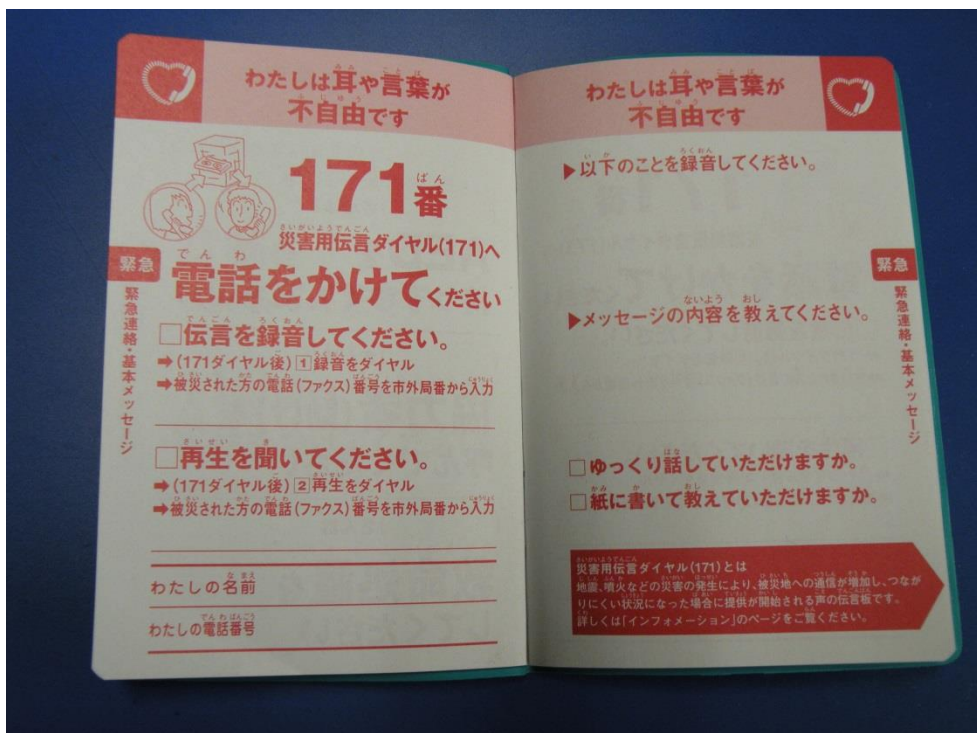 わたしは耳や言葉が
不自由です
171番
災害用伝言ダイヤル(171)へ
電話をかけてください
緊急
緊急連絡・基本メッセージ
□伝言を録音してください。
➡(171ダイヤル後)1録音をダイヤル
➡被災された方の電話(ファクス)番号を市外局番から入力
□再生を聞いてください。
➡(171ダイヤル後)2再生をダイヤル
➡被災された方の電話(ファクス)番号を市外局番から入力
わたしの名前
わたしの電話番号
わたしは耳や言葉が
不自由です
▶以下のことを録音してください。
緊急
緊急連絡・基本メッセージ
▶メッセージの内容を教えてください。
□ゆっくり話していただけますか。
□紙に書いて教えていただけますか。
災害用伝言ダイヤル(171)とは
地震、噴火などの災害の発生により、被災地への通信が増加し、つなが
りにくい状況になった場合に提供が開始される声の伝言板です。
詳しくは「インフォメーション」のページをご覧ください。